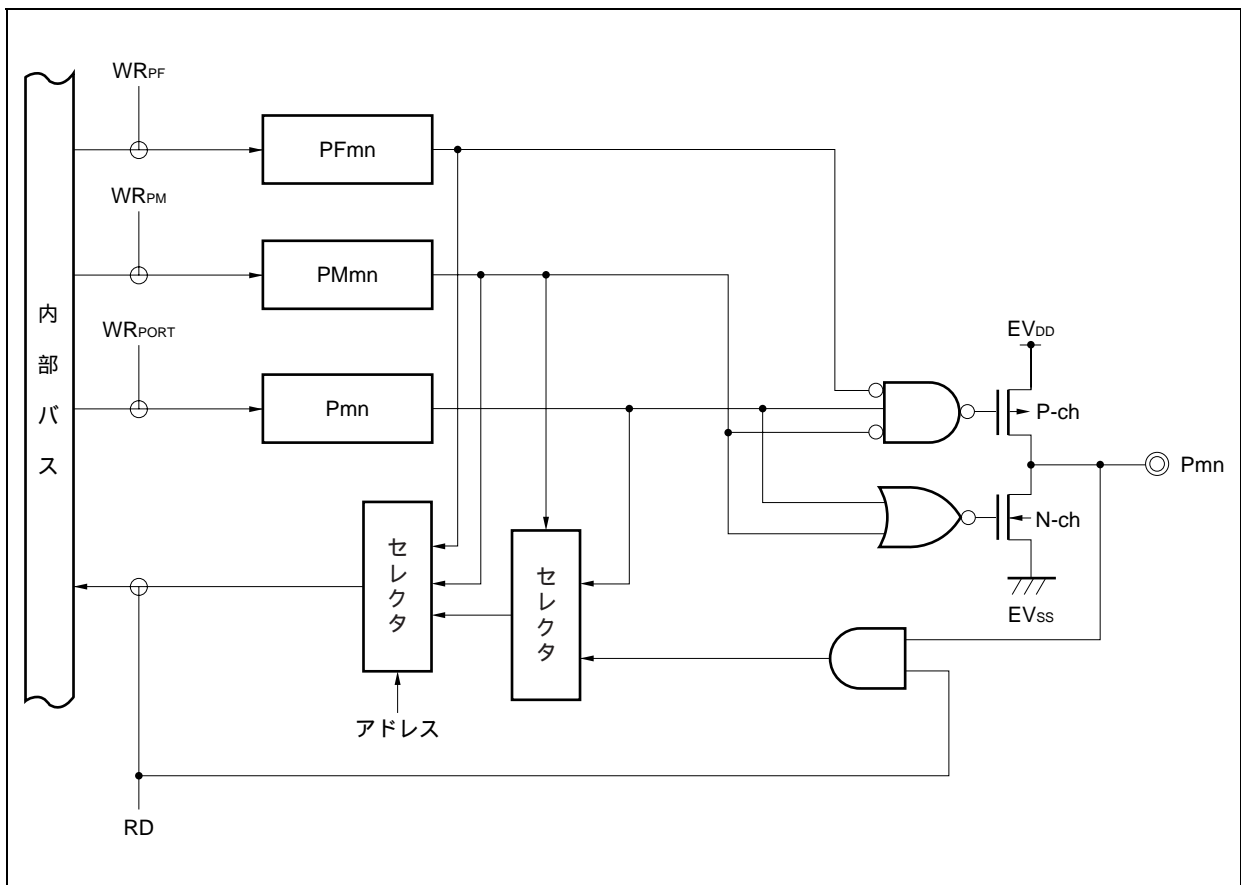 WRPF
PFmn
WRPM
PMmn
内部バス
WRPORT
Pmn
EVDD
P-ch
Pmn
N-ch
EVSS
セレクタ
セレクタ
アドレス
RD